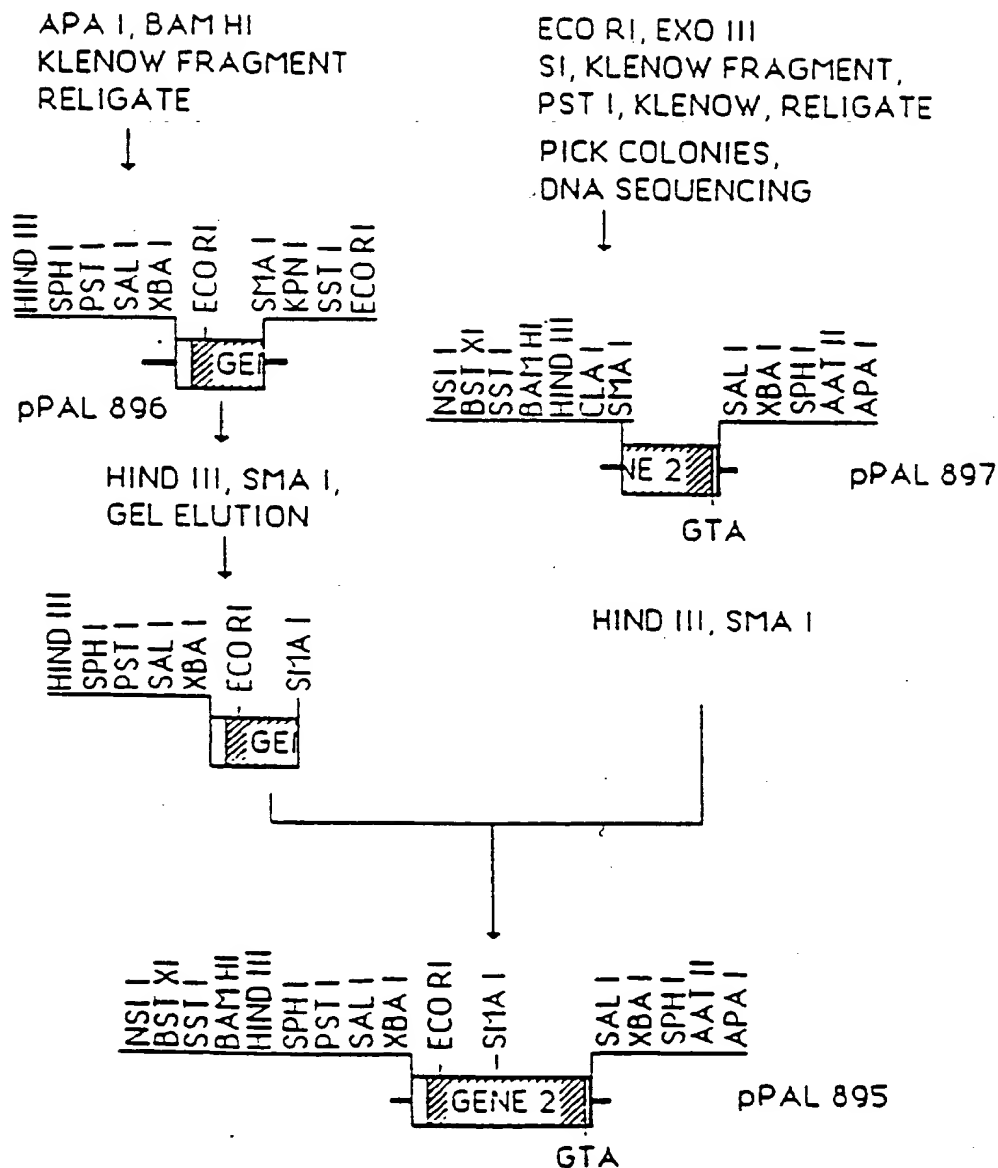 APA I, BAM HI
KLENOW FRAGMENT
RELIGATE
ECO RI, EXO III
SI, KLENOW FRAGMENT,
PST I, KLENOW, RELIGATE
PICK COLONIES,
DNA SEQUENCING
HIND III
SPH I
PST I
SAL I
XBA I
ECO RI
SMA I
KPN I
SST I
ECO RI
GEI
pPAL 896
NSI I
BST XI
SST I
BAM HI
HIND III
CLA I
SMA I
SAL I
XBA I
SPH I
AAT II
APA I
NE 2
pPAL 897
GTA
HIND III, SMA I,
GEL ELUTION
HIND III
SPH I
PST I
SAL I
XBA I
ECO RI
SMA I
GEI
HIND III, SMA I
NSI I
BST XI
SST I
BAM HI
HIND III
SPH I
PST I
SAL I
XBA I
ECO RI
SMA I
SAL I
XBA I
SPH I
AAT II
APA I
GENE 2
pPAL 895
GTA